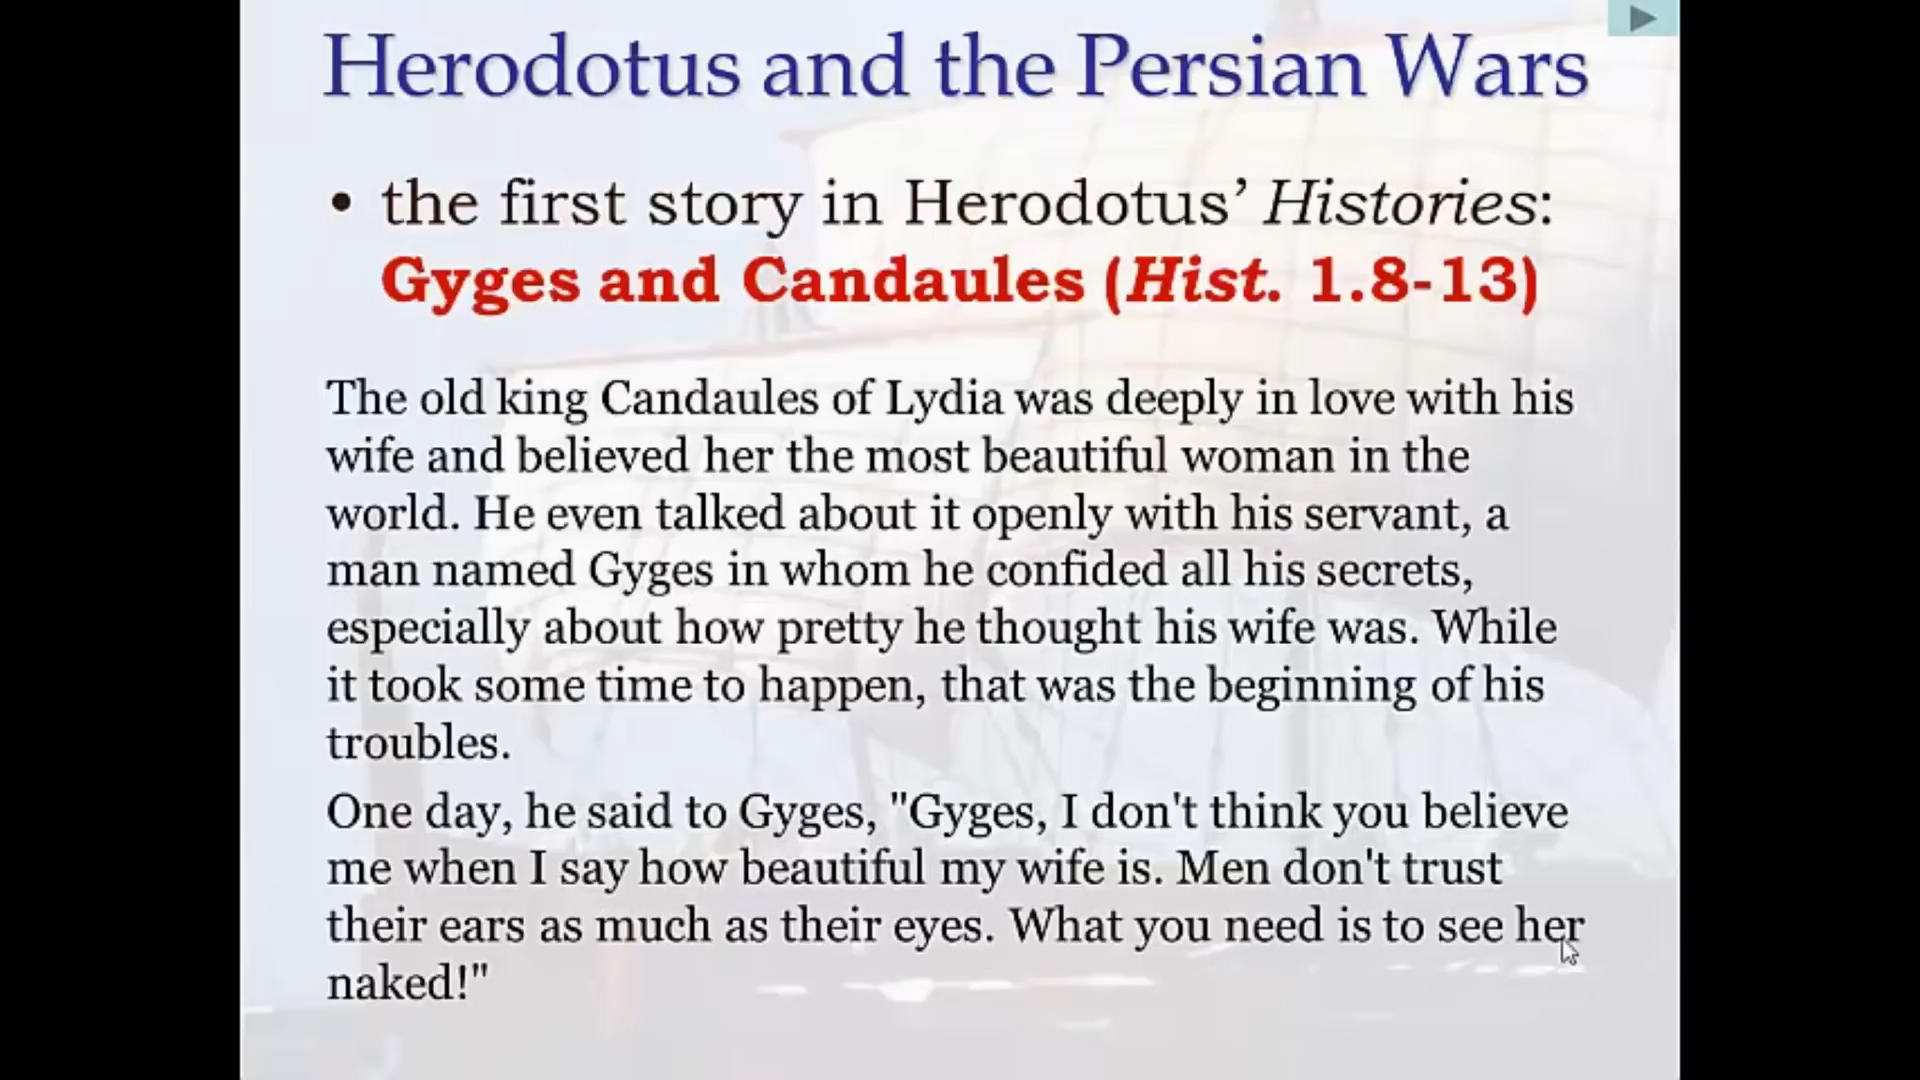 Herodotus and the Persian Wars
• the first story in Herodotus’ Histories:
Gyges and Candaules (Hist. 1.8-13)
The old king Candaules of Lydia was deeply in love with his
wife and believed her the most beautiful woman in the
world. He even talked about it openly with his servant, a
man named Gyges in whom he confided all his secrets,
especially about how pretty he thought his wife was. While
it took some time to happen, that was the beginning of his
troubles.
One day, he said to Gyges, "Gyges, I don't think you believe
me when I say how beautiful my wife is. Men don't trust
their ears as much as their eyes. What you need is to see her
naked!"